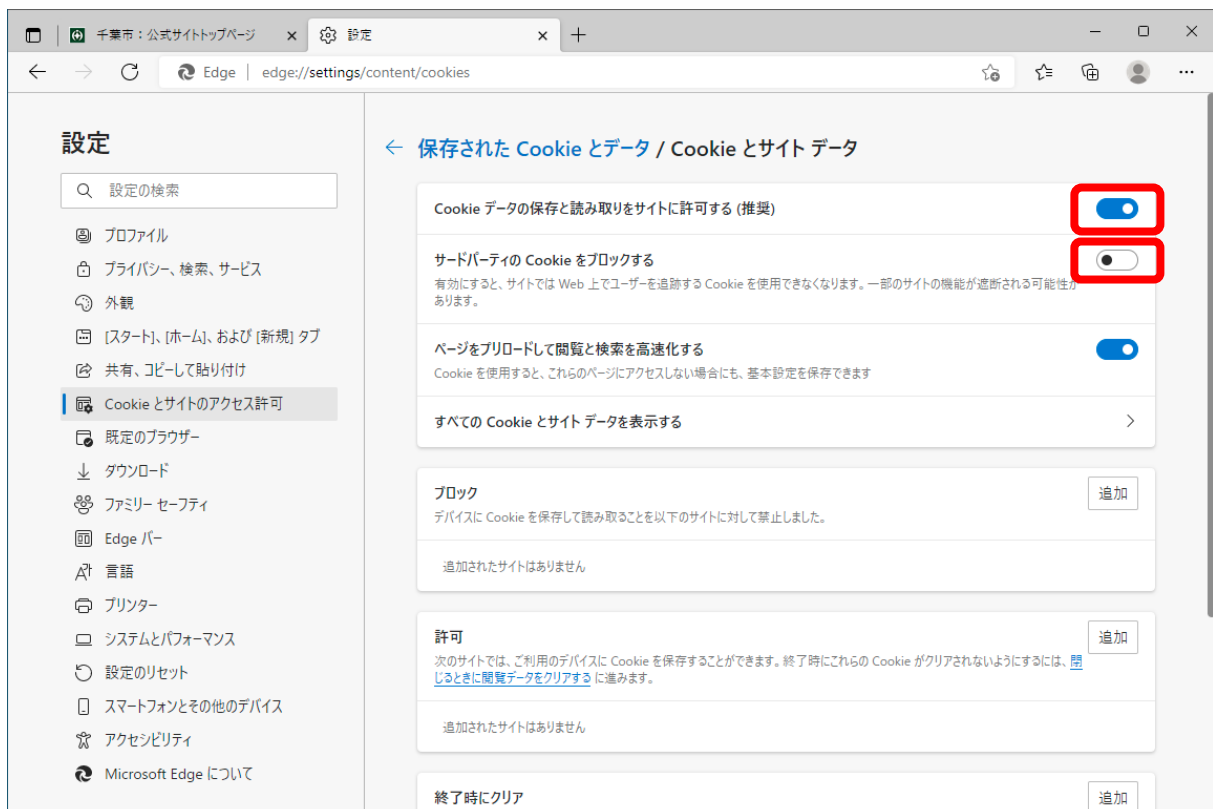 千葉市：公式サイトトップページ
設定
Edge
edge://settings/content/cookies
設定
設定の検索
プロファイル
プライバシー、検索、サービス
外観
[スタート]、[ホーム]、および [新規] タブ
共有、コピーして貼り付け
Cookie とサイトのアクセス許可
既定のブラウザー
ダウンロード
ファミリー セーフティ
Edge バー
言語
プリンター
システムとパフォーマンス
設定のリセット
スマートフォンとその他のデバイス
アクセシビリティ
Microsoft Edge について
保存された Cookie とデータ / Cookie とサイト データ
Cookie データの保存と読み取りをサイトに許可する (推奨)
サードパーティの Cookie をブロックする
有効にすると、サイトでは Web 上でユーザーを追跡する Cookie を使用できなくなります。一部のサイトの機能が遮断される可能性が
あります。
ページをプリロードして閲覧と検索を高速化する
Cookie を使用すると、これらのページにアクセスしない場合にも、基本設定を保存できます
すべての Cookie とサイト データを表示する
ブロック
追加
デバイスに Cookie を保存して読み取ることを以下のサイトに対して禁止しました。
追加されたサイトはありません
許可
追加
次のサイトでは、ご利用のデバイスに Cookie を保存することができます。終了時にこれらの Cookie がクリアされないようにするには、閉
じるときに閲覧データをクリアする に進みます。
追加されたサイトはありません
終了時にクリア
追加